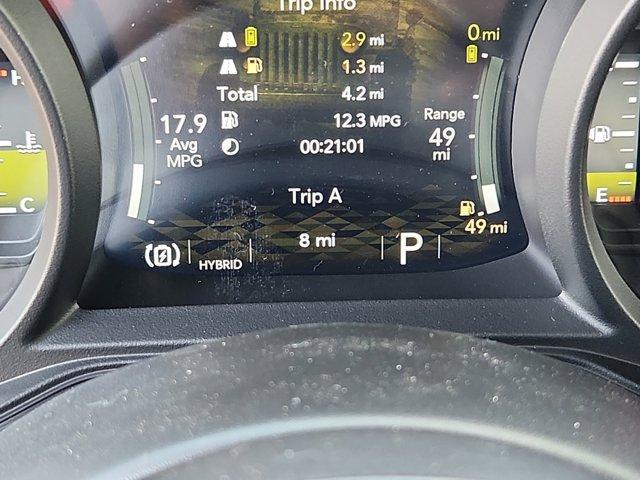 Trip Info
2.9 mi
0 mi
1.3 mi
Total 4.2 mi
17.9 Avg MPG
12.3 MPG
Range 49 mi
00:21:01
Trip A
49 mi
HYBRID
8 mi
P
H
C
E